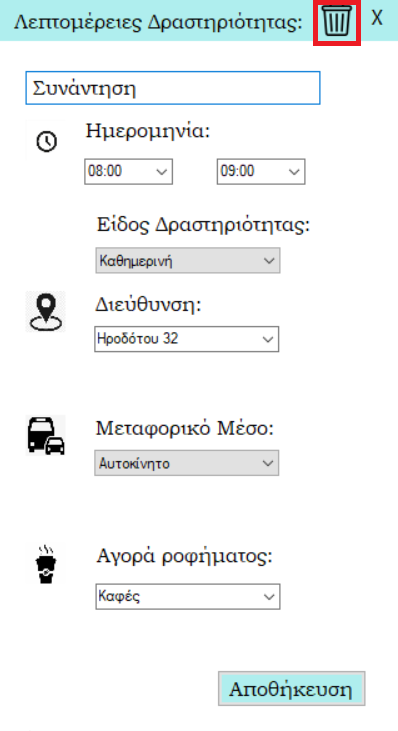 Λεπτομέρειες Δραστηριότητας: X
Συνάντηση
Ημερομηνία:
08:00 09:00
Είδος Δραστηριότητας:
Καθημερινή
Διεύθυνση:
Ηροδότου 32
Μεταφορικό Μέσο:
Αυτοκίνητο
Αγορά ροφήματος:
Καφές
Αποθήκευση